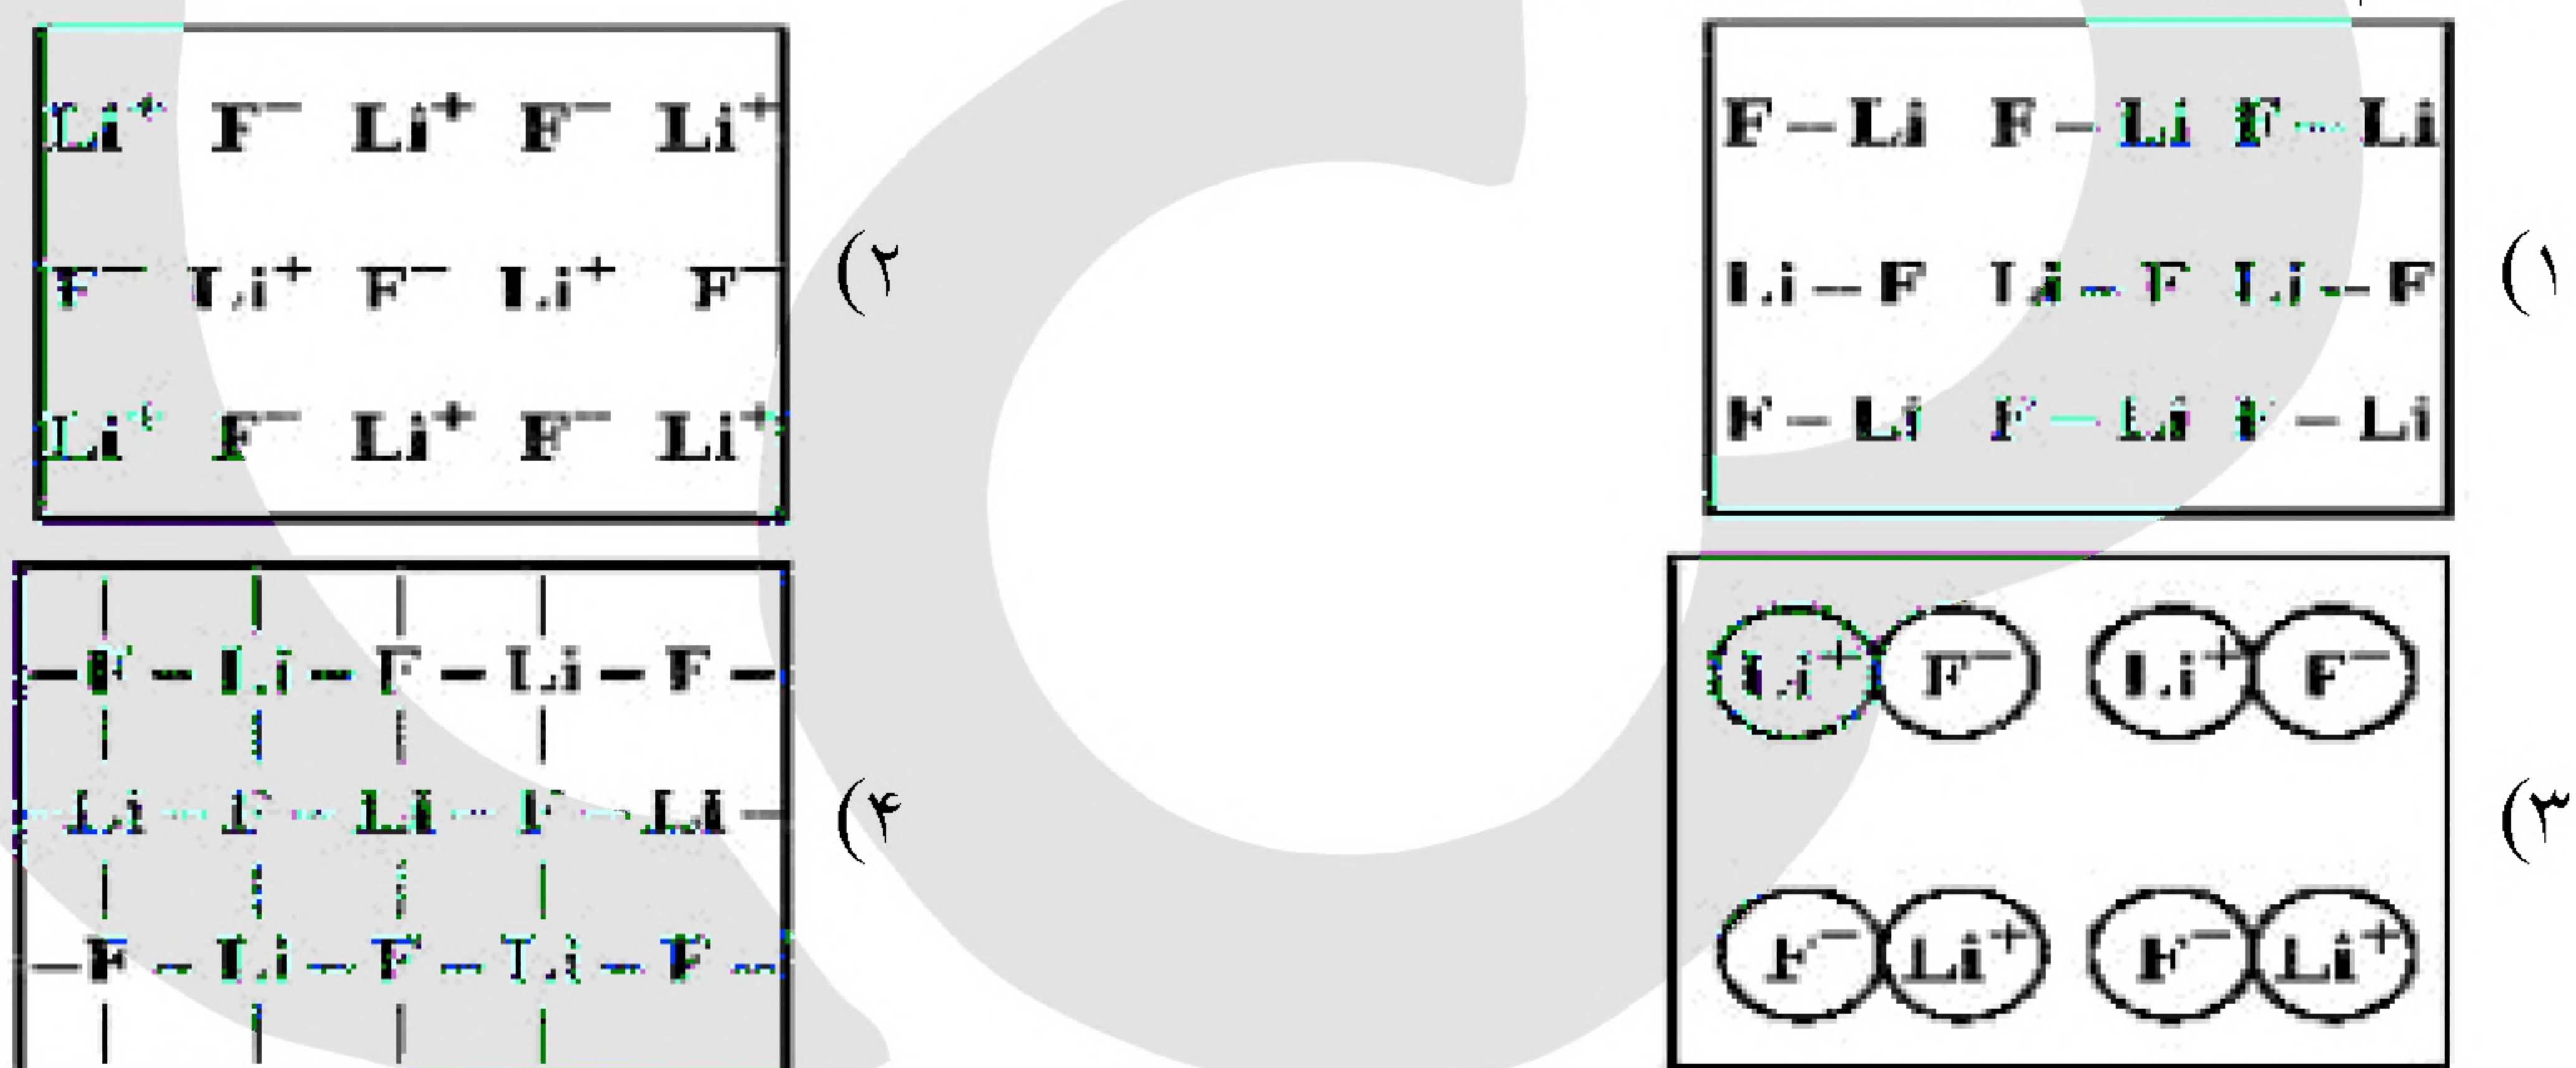 ۱)
F – Li F – Li F – Li
Li – F Li – F Li – F
F – Li F – Li F – Li
۲)
Li⁺ F⁻ Li⁺ F⁻ Li⁺
F⁻ Li⁺ F⁻ Li⁺ F⁻
Li⁺ F⁻ Li⁺ F⁻ Li⁺
۳)
Li⁺ F⁻ Li⁺ F⁻
F⁻ Li⁺ F⁻ Li⁺
۴)
– F – Li – F – Li – F –
– Li – F – Li – F – Li –
– F – Li – F – Li – F –